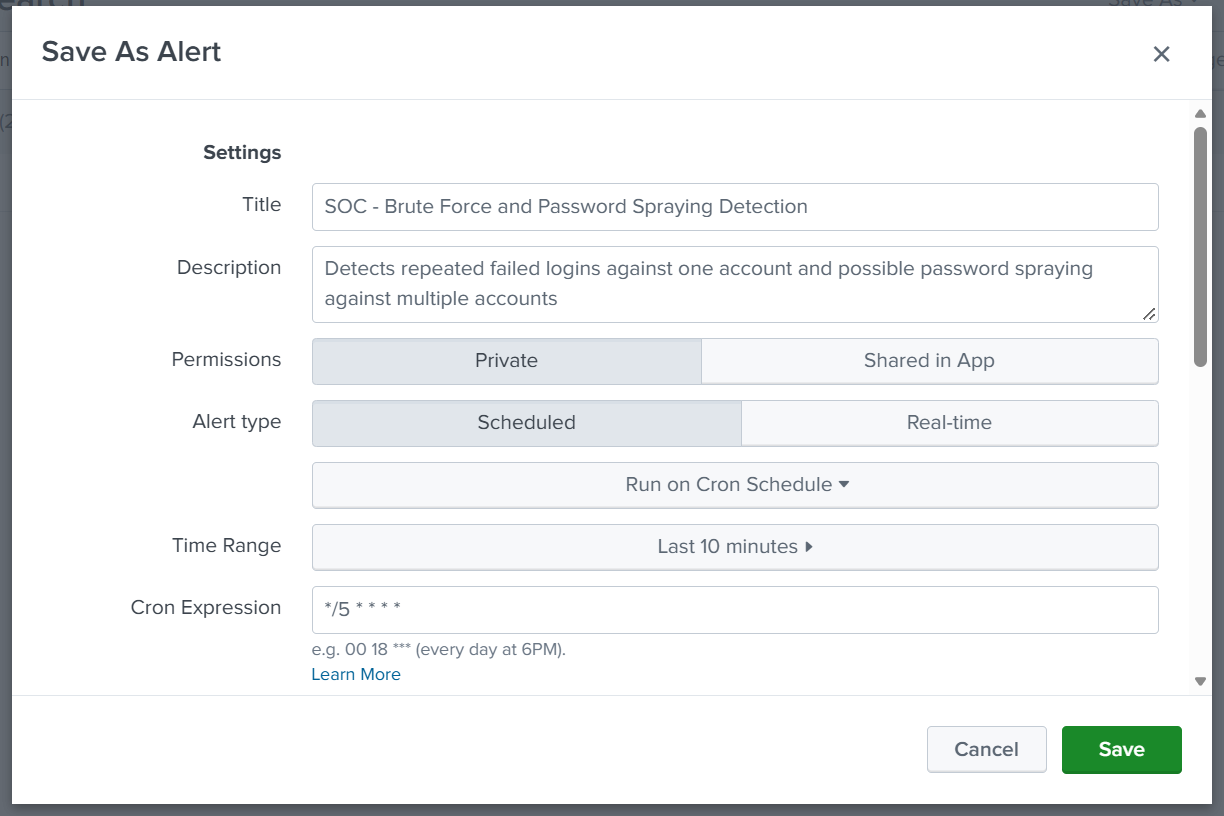 Save As
Save As Alert
Settings
Title
SOC - Brute Force and Password Spraying Detection
Description
Detects repeated failed logins against one account and possible password spraying
against multiple accounts
Permissions
Private
Shared in App
Alert type
Scheduled
Real-time
Run on Cron Schedule
Time Range
Last 10 minutes
Cron Expression
*/5 * * * *
e.g. 00 18 *** (every day at 6PM).
Learn More
Cancel
Save